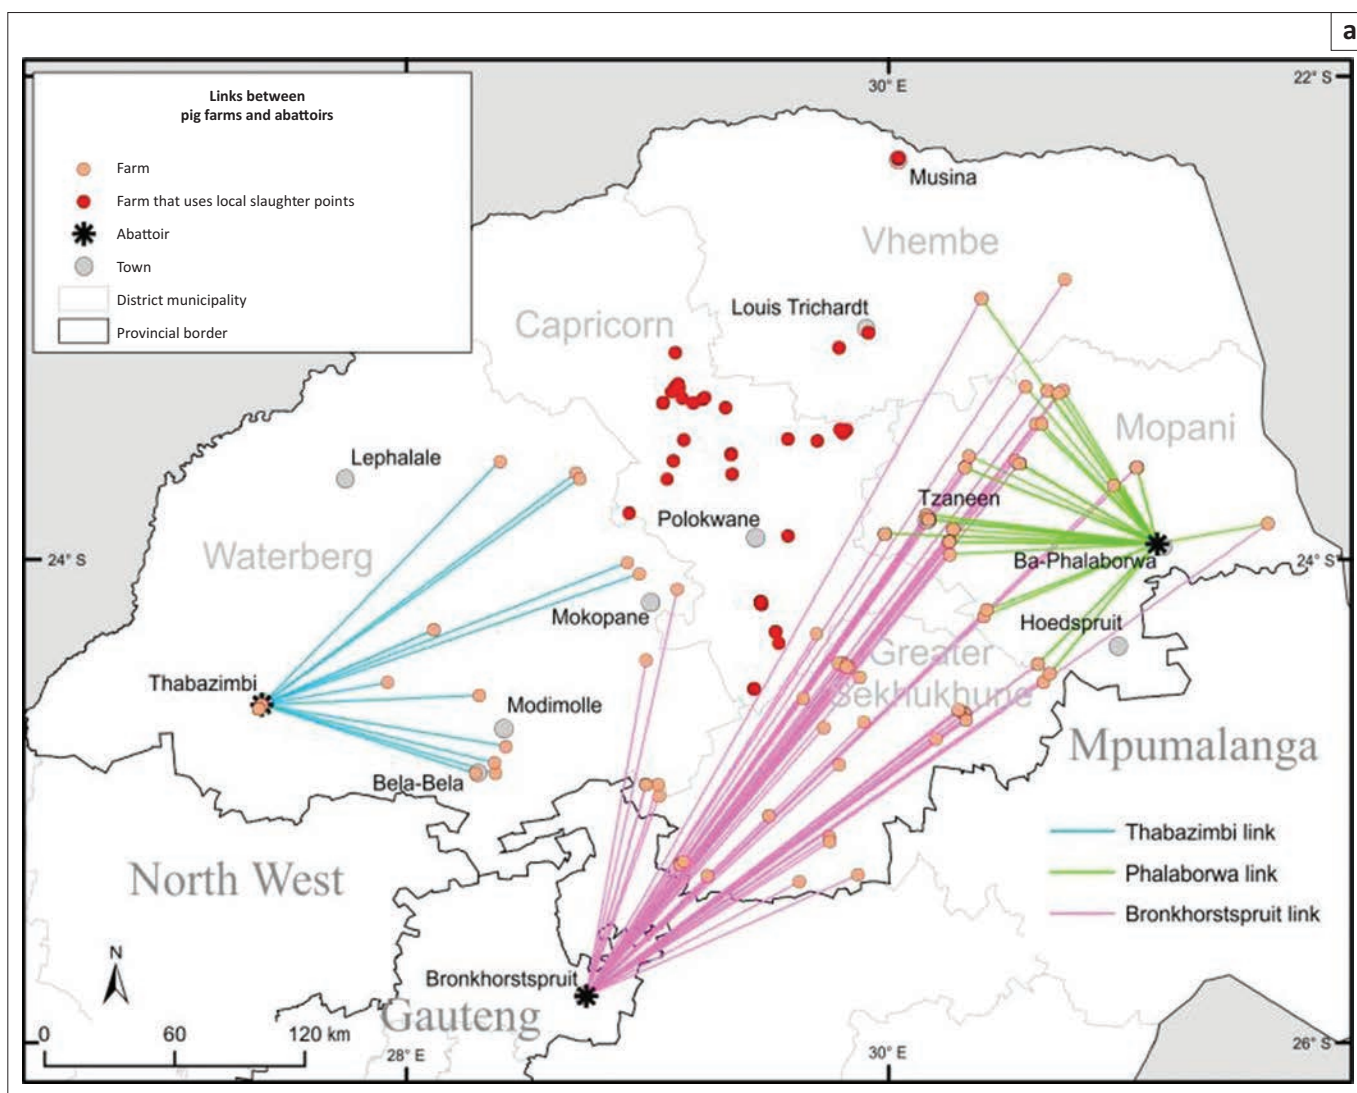 a
Links between
pig farms and abattoirs
Farm
Farm that uses local slaughter points
Abattoir
Town
District municipality
Provincial border
30° E
22° S
Musina
Vhembe
Louis Trichardt
Capricorn
Mopani
Lephalale
Tzaneen
Polokwane
24° S
Waterberg
Ba-Phalaborwa
24° S
Mokopane
Hoedspruit
Greater
Sekhukhune
Thabazimbi
Modimolle
Mpumalanga
Bela-Bela
Thabazimbi link
North West
Phalaborwa link
Bronkhorstspruit link
N
Bronkhorstspruit
Gauteng
0 60 120 km
28° E
30° E
26° S